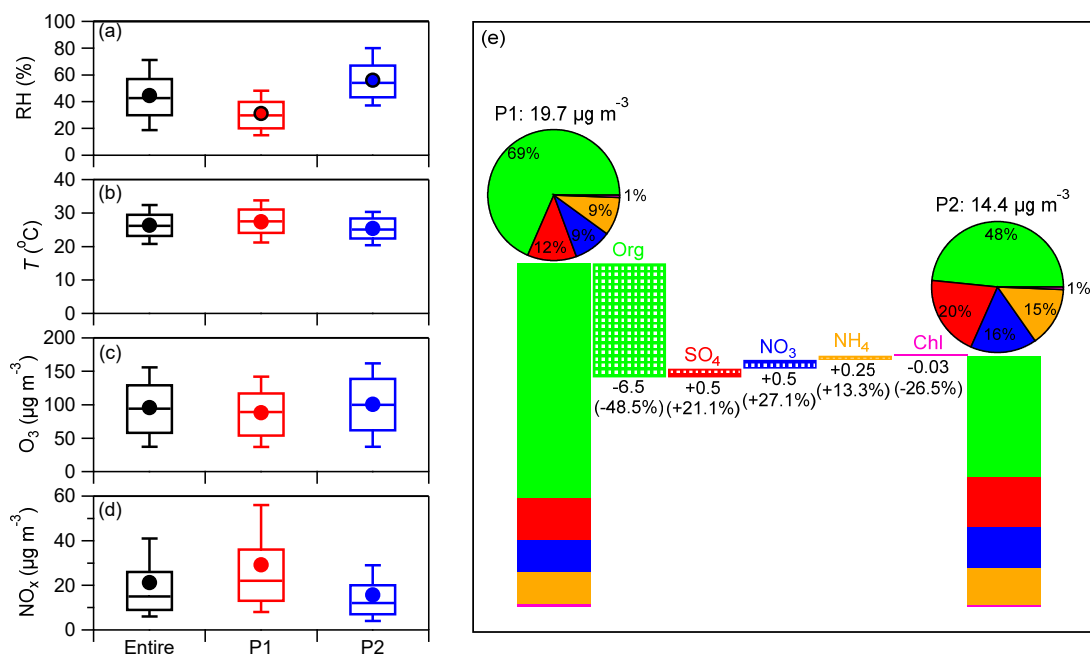 (a)
RH (%)
100
80
60
40
20
0
(b)
T (⁰C)
40
30
20
10
0
(c)
O₃ (µg m⁻³)
200
150
100
50
0
(d)
NOₓ (µg m⁻³)
60
40
20
0
Entire P1 P2
(e)
P1: 19.7 µg m⁻³
69%
1%
9%
9%
12%
Org
-6.5
(-48.5%)
SO₄
+0.5
(+21.1%)
NO₃
+0.5
(+27.1%)
NH₄
+0.25
(+13.3%)
Chl
-0.03
(-26.5%)
P2: 14.4 µg m⁻³
48%
1%
15%
16%
20%